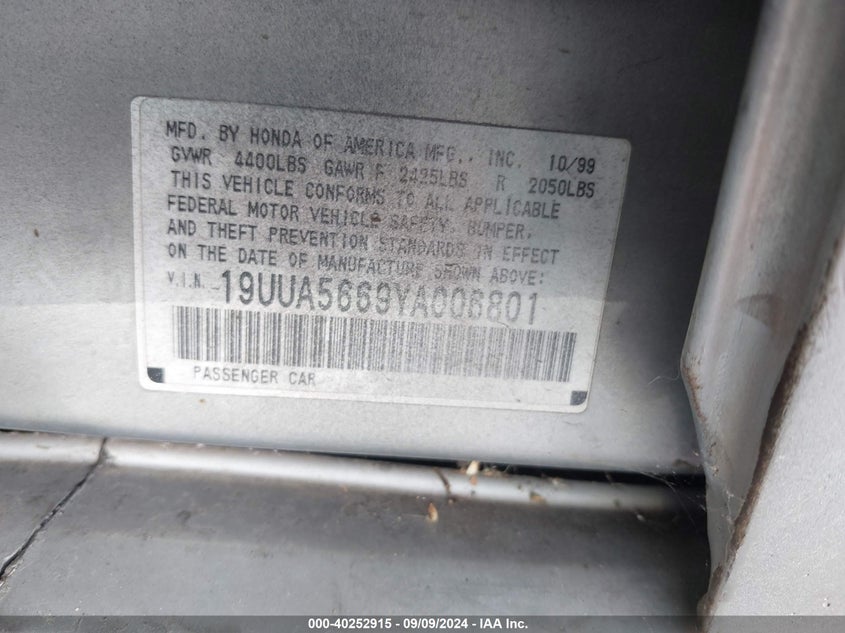 MFD. BY HONDA OF AMERICA MFG., INC. 10/99
GVWR 4400LBS GAWR F 2425LBS R 2050LBS
THIS VEHICLE CONFORMS TO ALL APPLICABLE
FEDERAL MOTOR VEHICLE SAFETY, BUMPER,
AND THEFT PREVENTION STANDARDS IN EFFECT
ON THE DATE OF MANUFACTURE SHOWN ABOVE:
V.I.N. 19UUA5669YA006801
PASSENGER CAR
000-40252915 - 09/09/2024 - IAA Inc.